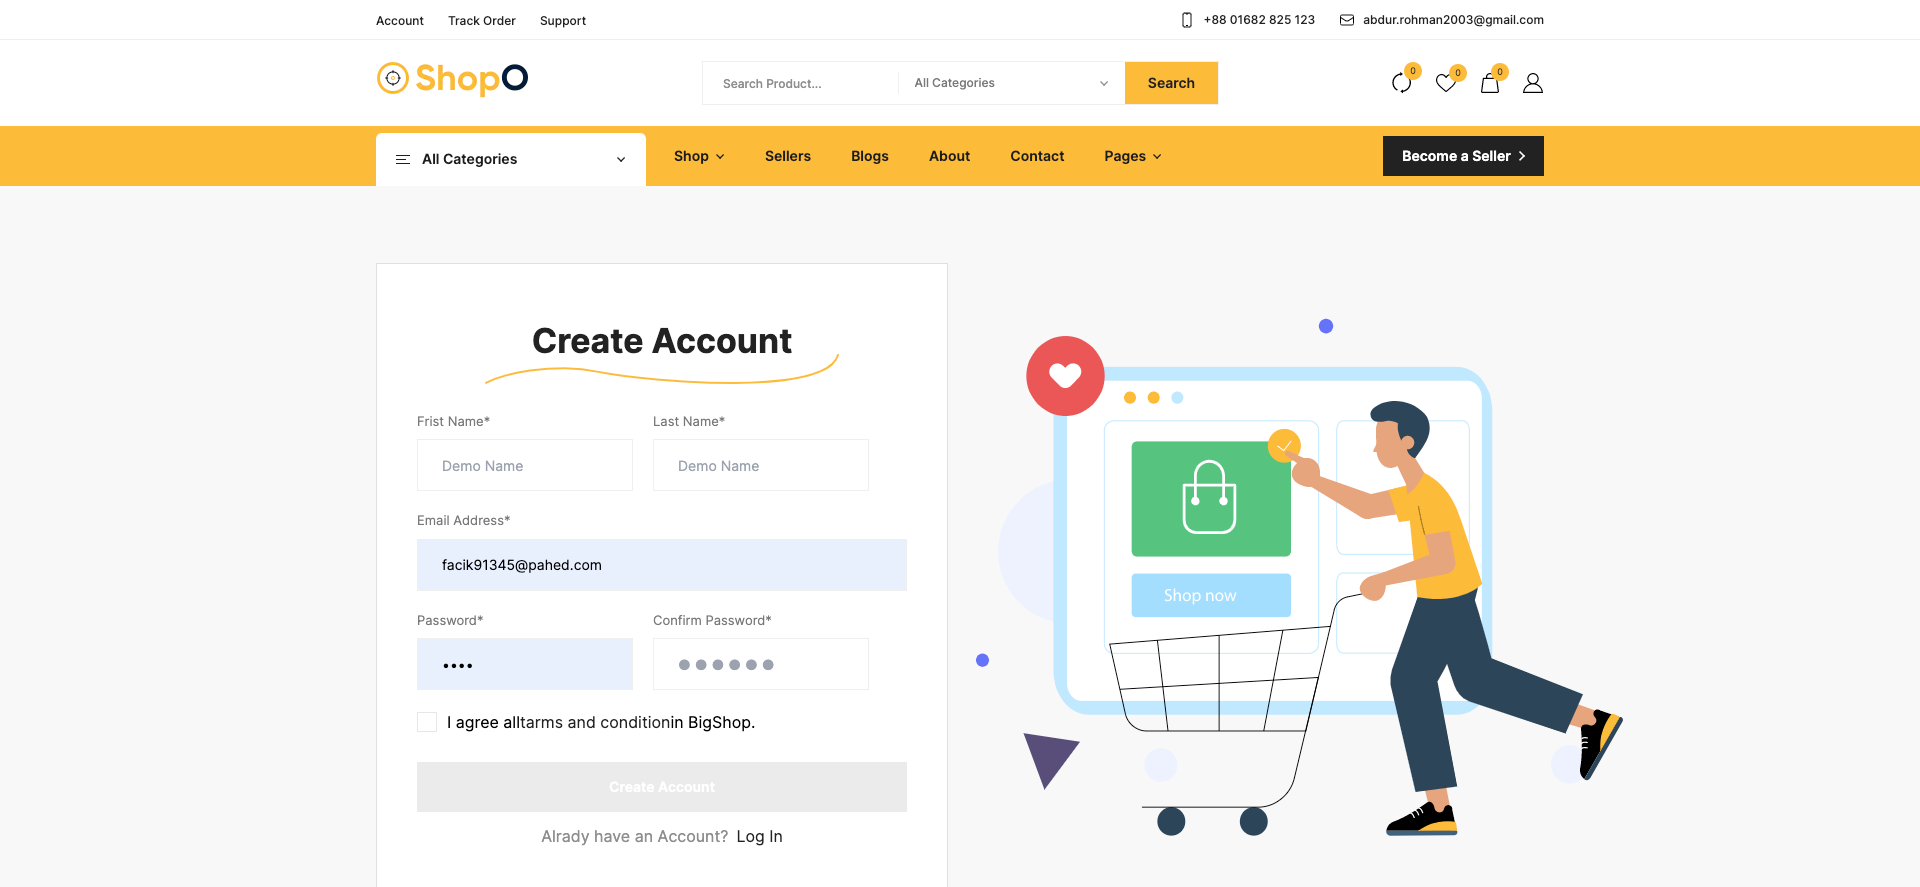 Account Track Order Support +88 01682 825 123 abdur.rohman2003@gmail.com
ShopO Search Product... All Categories Search 0 0 0
All Categories Shop Sellers Blogs About Contact Pages Become a Seller
Create Account
Frist Name* Last Name*
Demo Name Demo Name
Email Address*
facik91345@pahed.com
Password* Confirm Password*
•••• ●●●●●●
I agree alltarms and conditionin BigShop.
Create Account
Alrady have an Account? Log In
Shop now